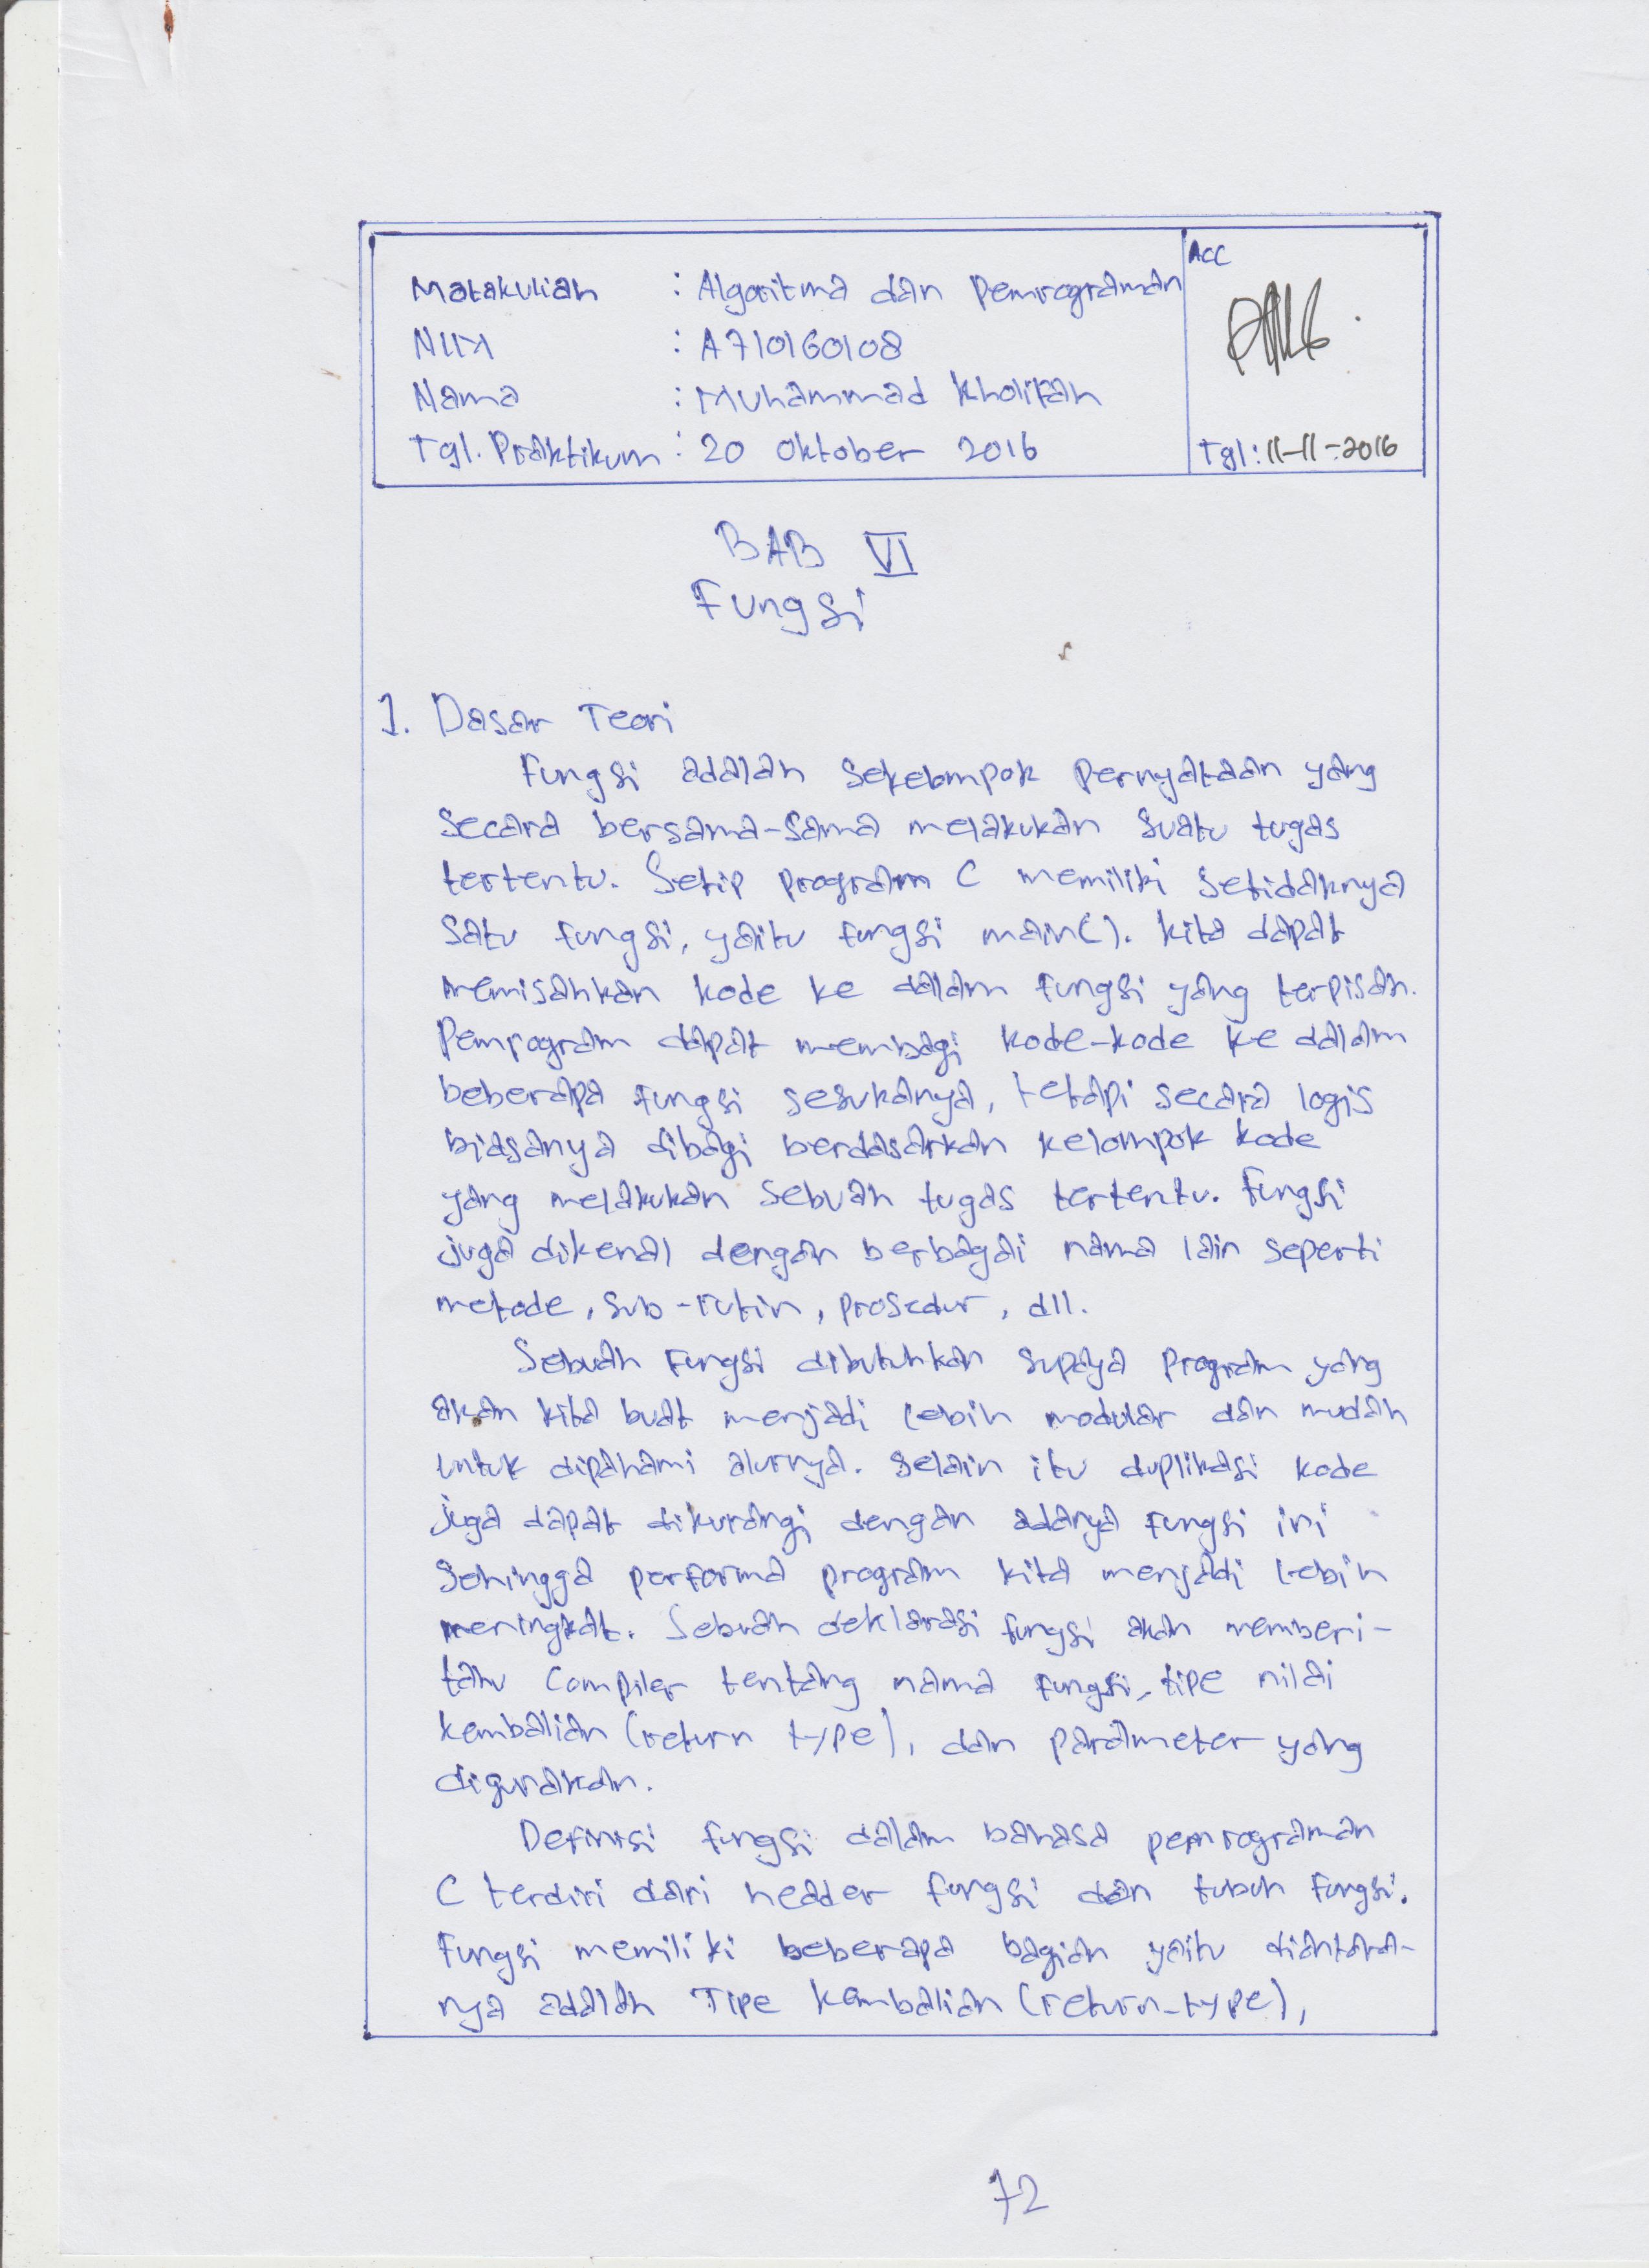 Matakuliah : Algoritma dan Pemrograman
ACC
NIM : A710160108
Nama : Muhammad Kholifah
Tgl. Praktikum : 20 Oktober 2016
Tgl : 11-11-2016
BAB VI
Fungsi
1. Dasar Teori
Fungsi adalah sekelompok pernyataan yang
secara bersama-sama melakukan suatu tugas
tertentu. Setip program C memiliki setidaknya
satu fungsi, yaitu fungsi main(). Kita dapat
memisahkan kode ke dalam fungsi yang terpisah.
Pemrogram dapat membagi kode-kode ke dalam
beberapa fungsi sesukanya, tetapi secara logis
biasanya dibagi berdasarkan kelompok kode
yang melakukan sebuah tugas tertentu. Fungsi
juga dikenal dengan berbagai nama lain seperti
metode, sub-rutin, prosedur, dll.
Sebuah Fungsi dibutuhkan supaya program yang
akan kita buat menjadi lebih modular dan mudah
untuk dipahami alurnya. Selain itu duplikasi kode
juga dapat dikurangi dengan adanya fungsi ini
sehingga performa program kita menjadi lebih
meningkat. Sebuah deklarasi fungsi akan memberi-
tahu compiler tentang nama fungsi, tipe nilai
kembalian (return type), dan parameter yang
digunakan.
Definisi fungsi dalam bahasa pemrograman
C terdiri dari header fungsi dan tubuh fungsi.
Fungsi memiliki beberapa bagian yaitu diantara-
nya adalah Tipe kembalian (return-type),
72